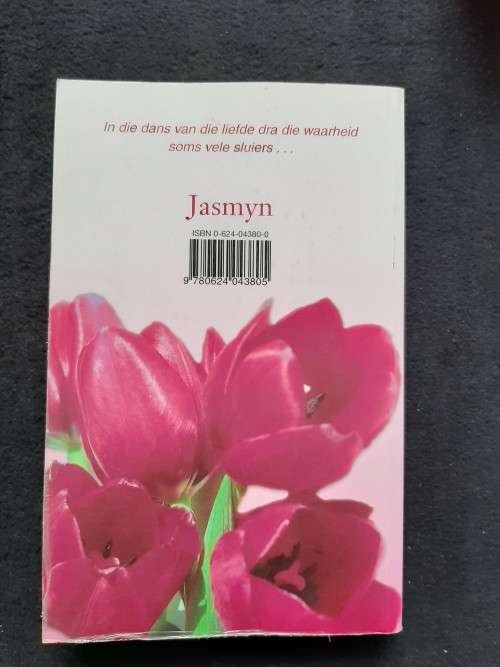 In die dans van die liefde dra die waarheid
soms vele sluiers . . .
Jasmyn
ISBN 0-624-04380-0
9 780624 043805